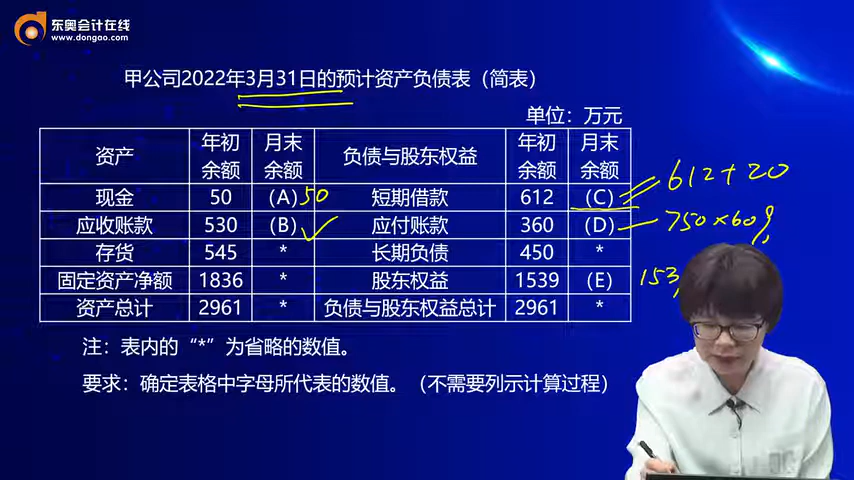 东奥会计在线
www.dongao.com
甲公司2022年3月31日的预计资产负债表（简表）
单位：万元
资产 年初余额 月末余额 负债与股东权益 年初余额 月末余额
现金 50 （A）50 短期借款 612 （C） 612+20
应收账款 530 （B） 应付账款 360 （D） 750×60%
存货 545 * 长期负债 450 *
固定资产净额 1836 * 股东权益 1539 （E） 153
资产总计 2961 * 负债与股东权益总计 2961 *
注：表内的“*”为省略的数值。
要求：确定表格中字母所代表的数值。（不需要列示计算过程）